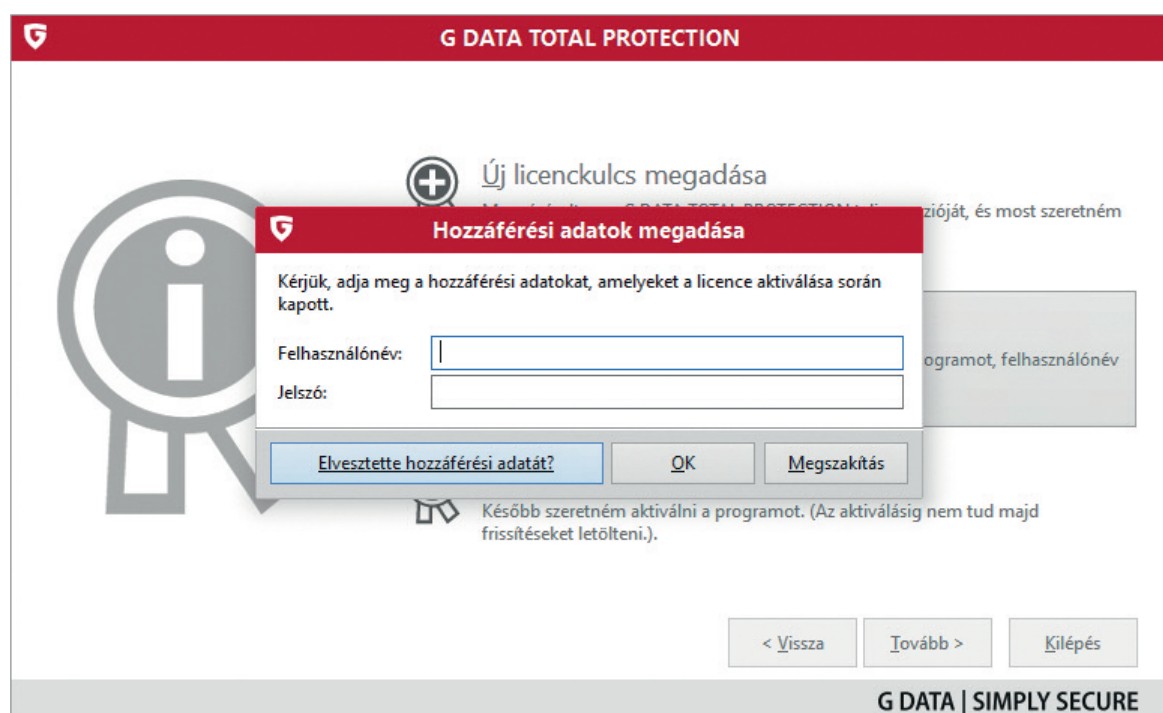 G DATA TOTAL PROTECTION
Új licenckulcs megadása
zióját, és most szeretném
Hozzáférési adatok megadása
Kérjük, adja meg a hozzáférési adatokat, amelyeket a licence aktiválása során
kapott.
Felhasználónév:
Jelszó:
ogramot, felhasználónév
Elvesztette hozzáférési adatát?
OK
Megszakítás
Később szeretném aktiválni a programot. (Az aktiválásig nem tud majd
frissítéseket letölteni.).
< Vissza
Tovább >
Kilépés
G DATA | SIMPLY SECURE